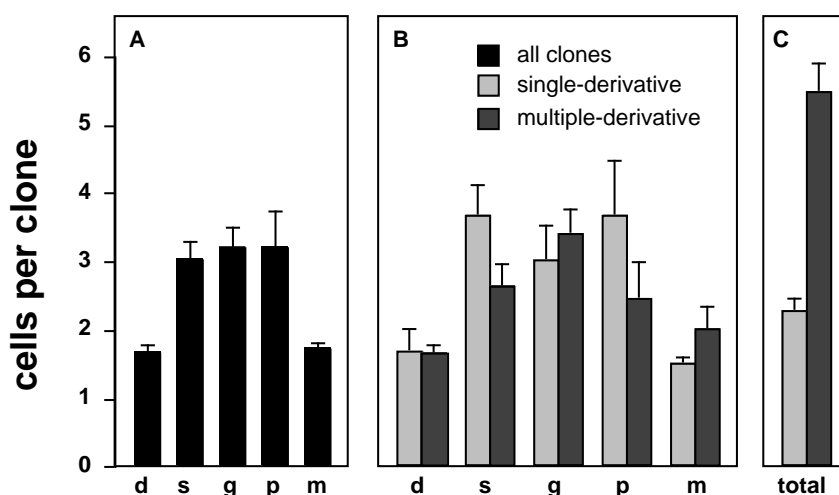 A
B
C
all clones
single-derivative
multiple-derivative
cells per clone
6
5
4
3
2
1
0
d s g p m
d s g p m
total